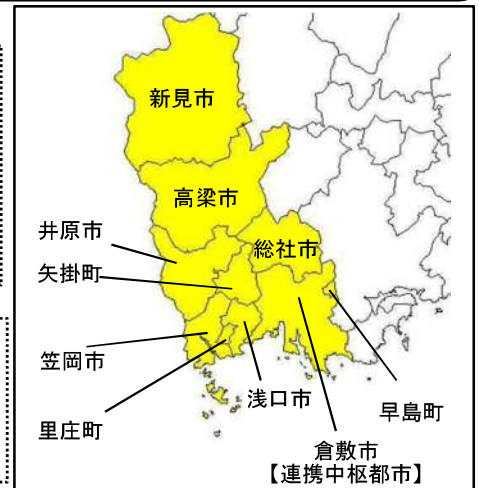 新見市
高梁市
井原市
総社市
矢掛町
笠岡市
浅口市
早島町
里庄町
倉敷市
【連携中枢都市】